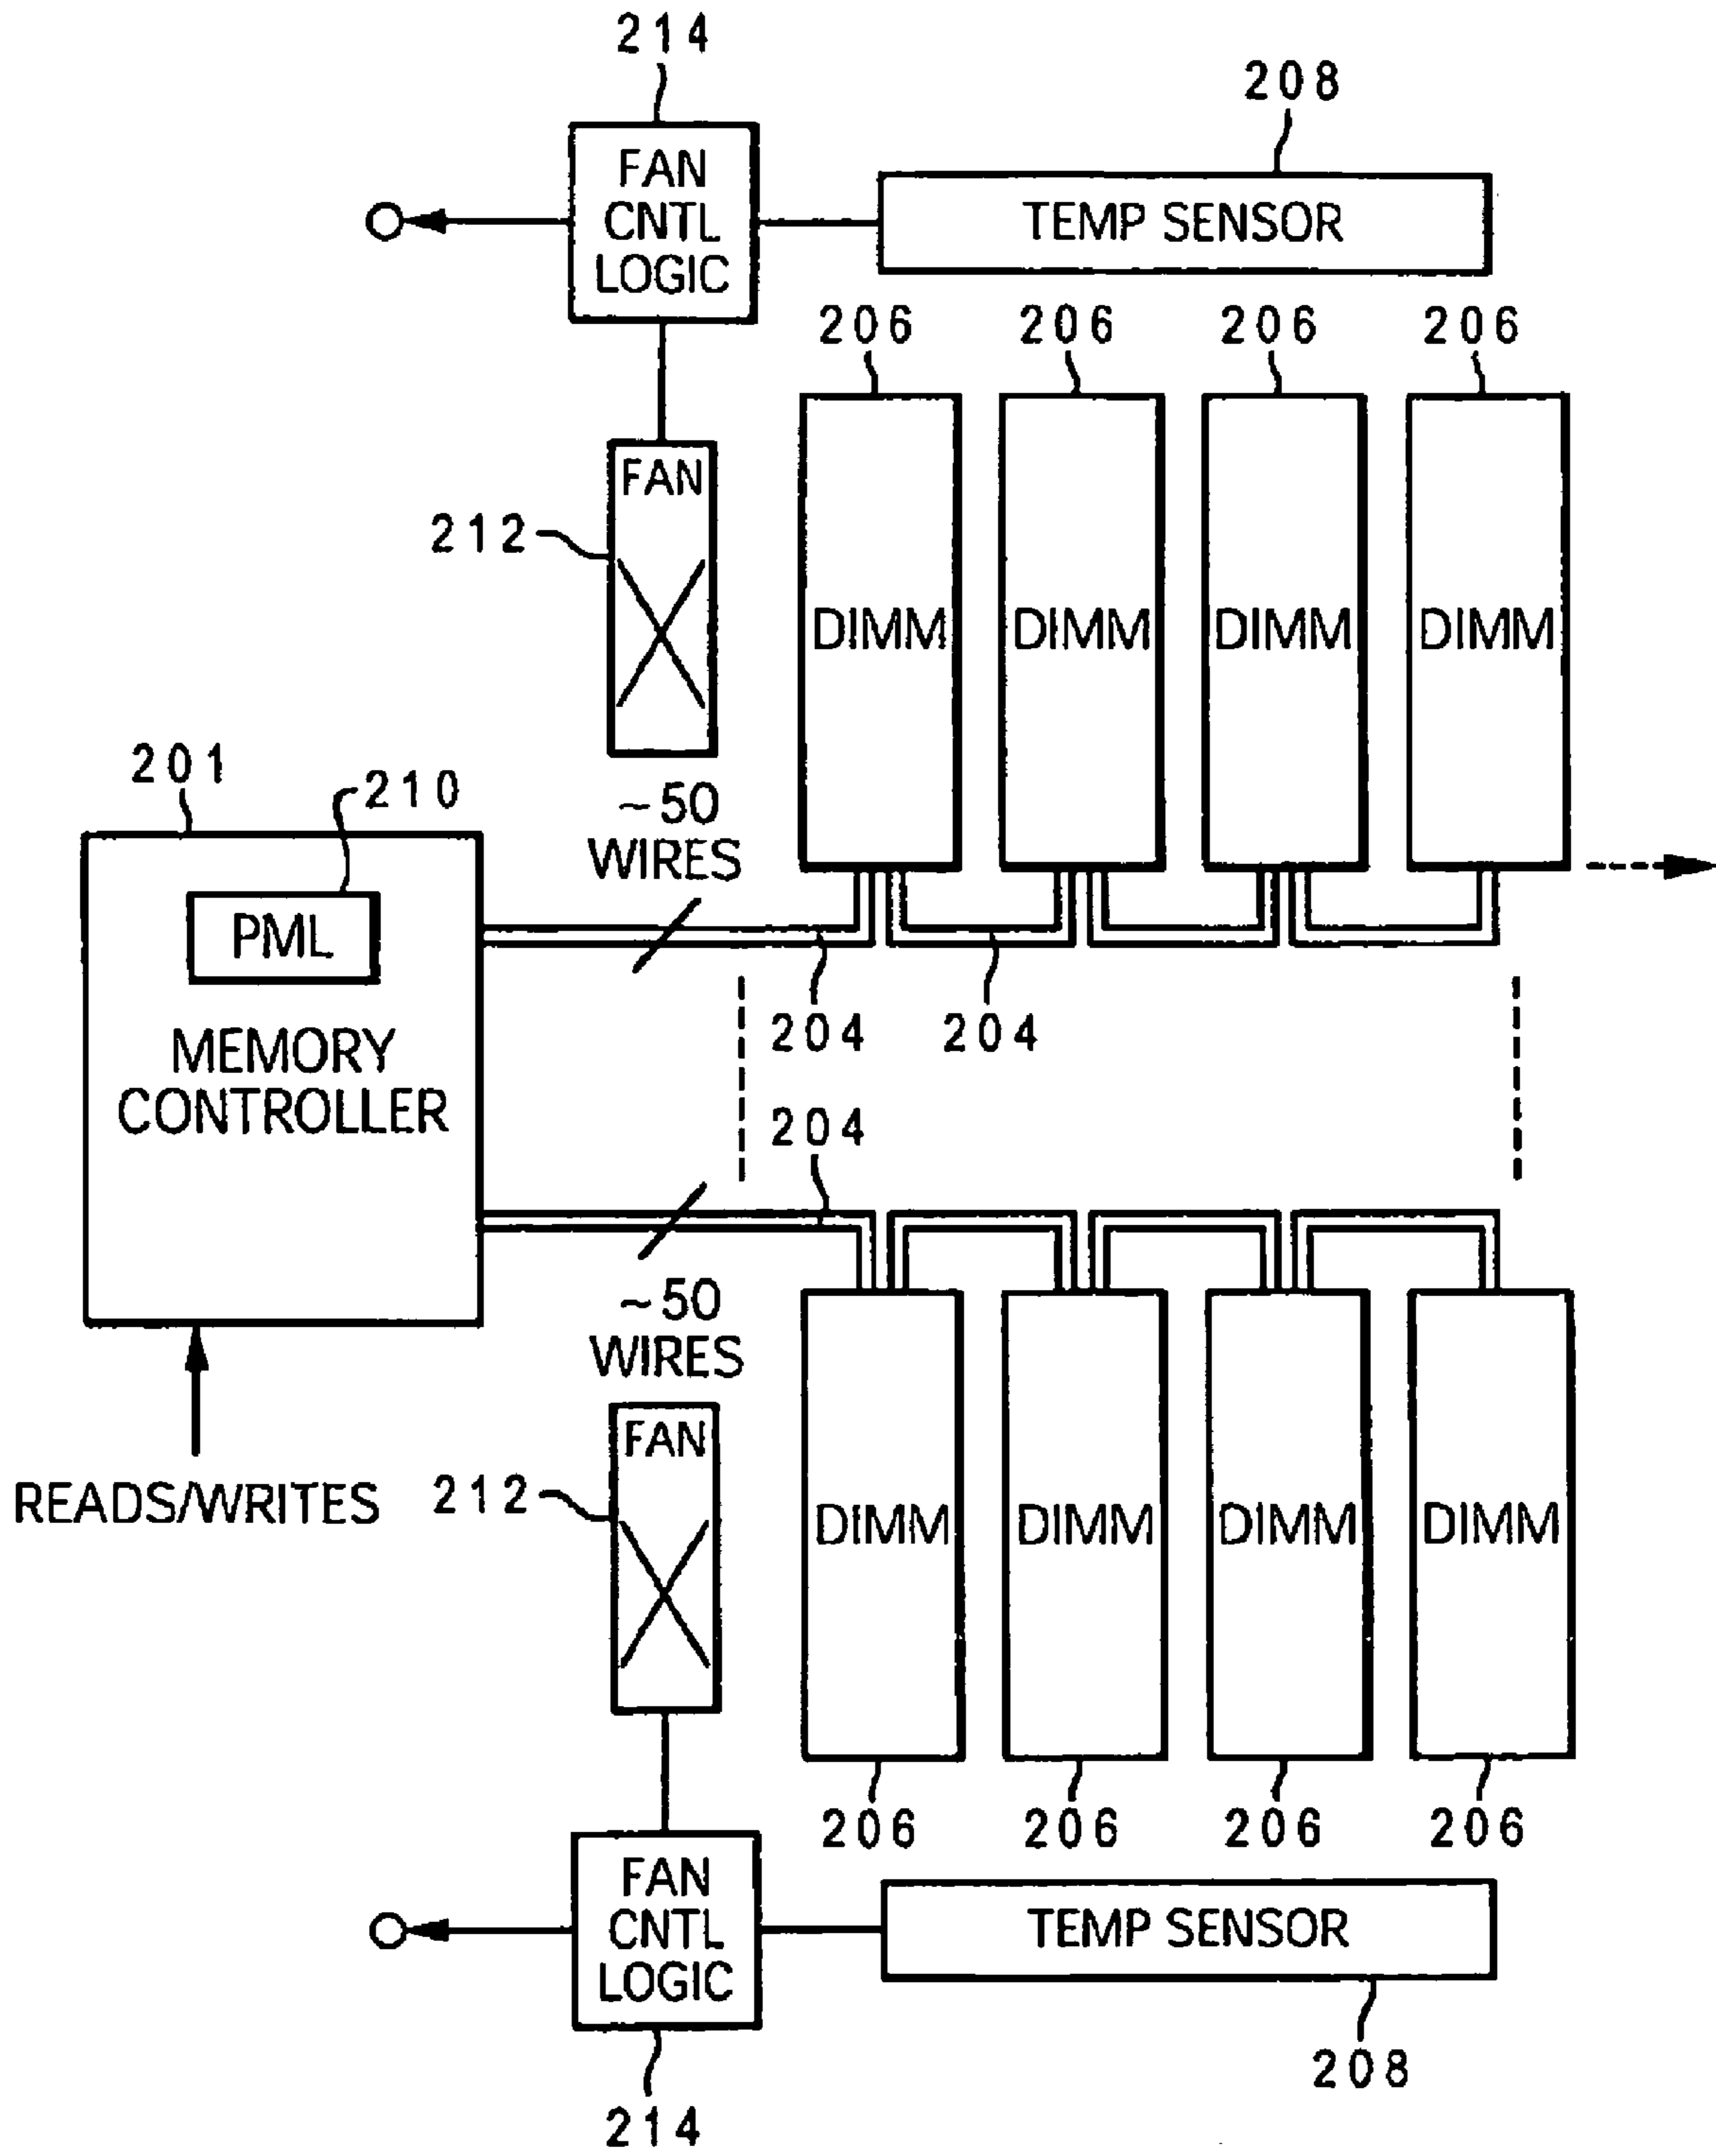 214
208
FAN
CNTL
LOGIC
TEMP SENSOR
206 206 206 206
FAN
212
DIMM DIMM DIMM DIMM
201
210
~50
WIRES
PML
MEMORY
CONTROLLER
204 204
204
~50
WIRES
READS/WRITES
FAN
212
DIMM DIMM DIMM DIMM
206 206 206 206
FAN
CNTL
LOGIC
TEMP SENSOR
208
214